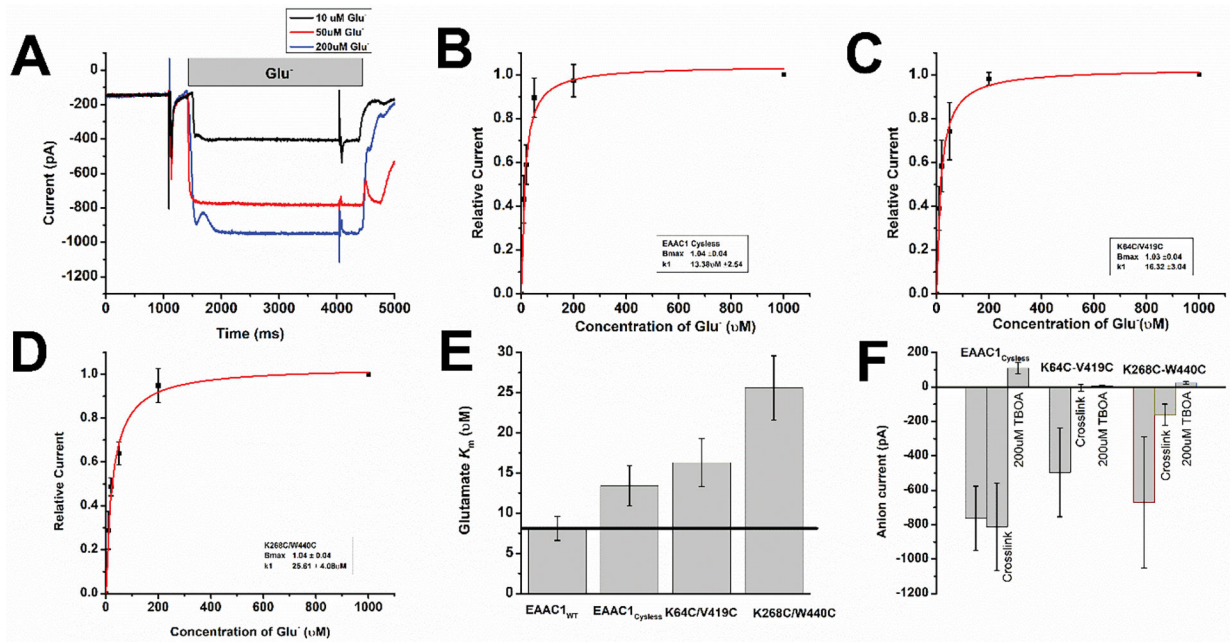 A
10 uM Glu-
50uM Glu-
200uM Glu-
Glu-
0
-200
-400
-600
-800
-1000
-1200
Current (pA)
0 1000 2000 3000 4000 5000
Time (ms)
B
1.0
0.8
0.6
0.4
0.2
0.0
Relative Current
EAAC1 Cysless
Bmax 1.04 ±0.04
k1 13.38υM ±2.54
0 200 400 600 800 1000
Concentration of Glu-(υM)
C
1.0
0.8
0.6
0.4
0.2
0.0
Relative Current
K64C/V419C
Bmax 1.03 ±0.04
k1 16.32 ±3.04
0 200 400 600 800 1000
Concentration of Glu-(υM)
D
1.0
0.8
0.6
0.4
0.2
0.0
Relative Current
K268C/W440C
Bmax 1.04 ± 0.04
k1 25.61 ± 4.08υM
0 200 400 600 800 1000
Concentration of Glu-(υM)
E
30
25
20
15
10
5
0
Glutamate Km (υM)
EAAC1WT EAAC1Cysless K64C/V419C K268C/W440C
F
200
0
-200
-400
-600
-800
-1000
-1200
Anion current (pA)
EAAC1Cysless
K64C-V419C
K268C-W440C
Crosslink
200uM TBOA
Crosslink
200uM TBOA
Crosslink
200uM TBOA